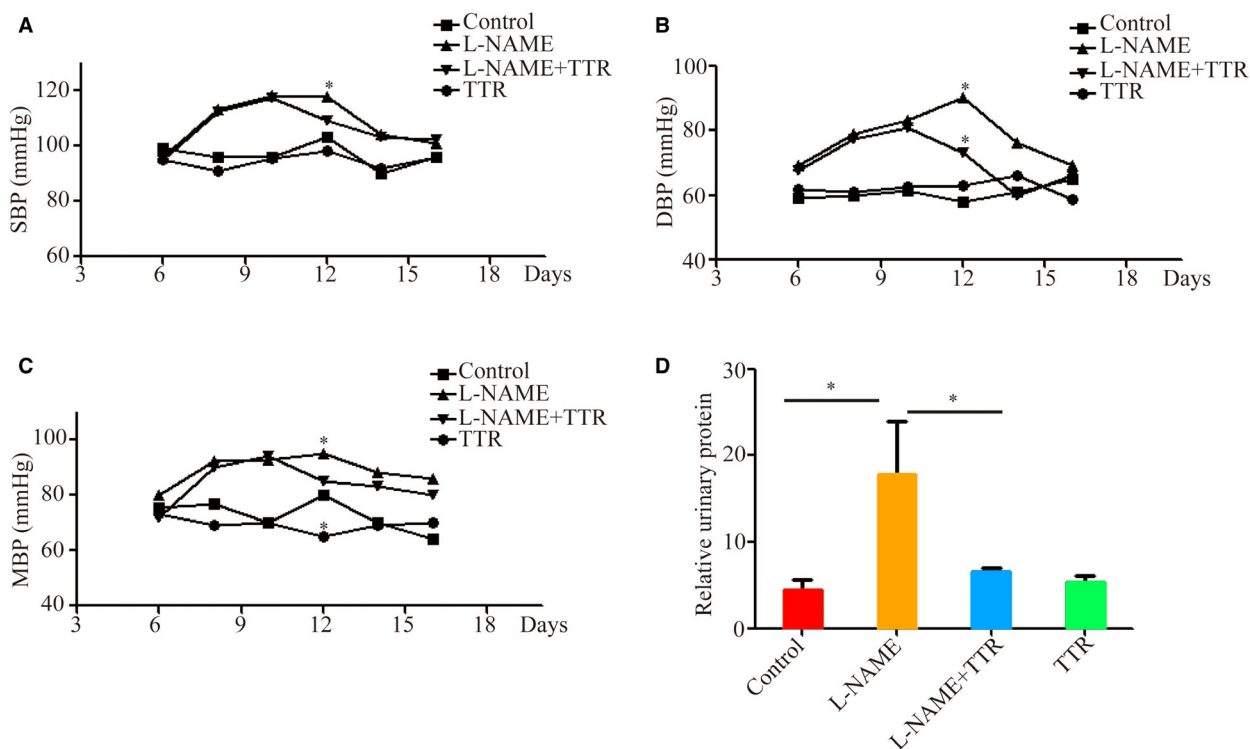 A
Control
L-NAME
L-NAME+TTR
TTR
SBP (mmHg)
120
100
80
60
*
3 6 9 12 15 18 Days
B
Control
L-NAME
L-NAME+TTR
TTR
DBP (mmHg)
100
80
60
40
*
*
3 6 9 12 15 18 Days
C
Control
L-NAME
L-NAME+TTR
TTR
MBP (mmHg)
100
80
60
40
*
*
3 6 9 12 15 18 Days
D
Relative urinary protein
30
20
10
0
* *
Control
L-NAME
L-NAME+TTR
TTR